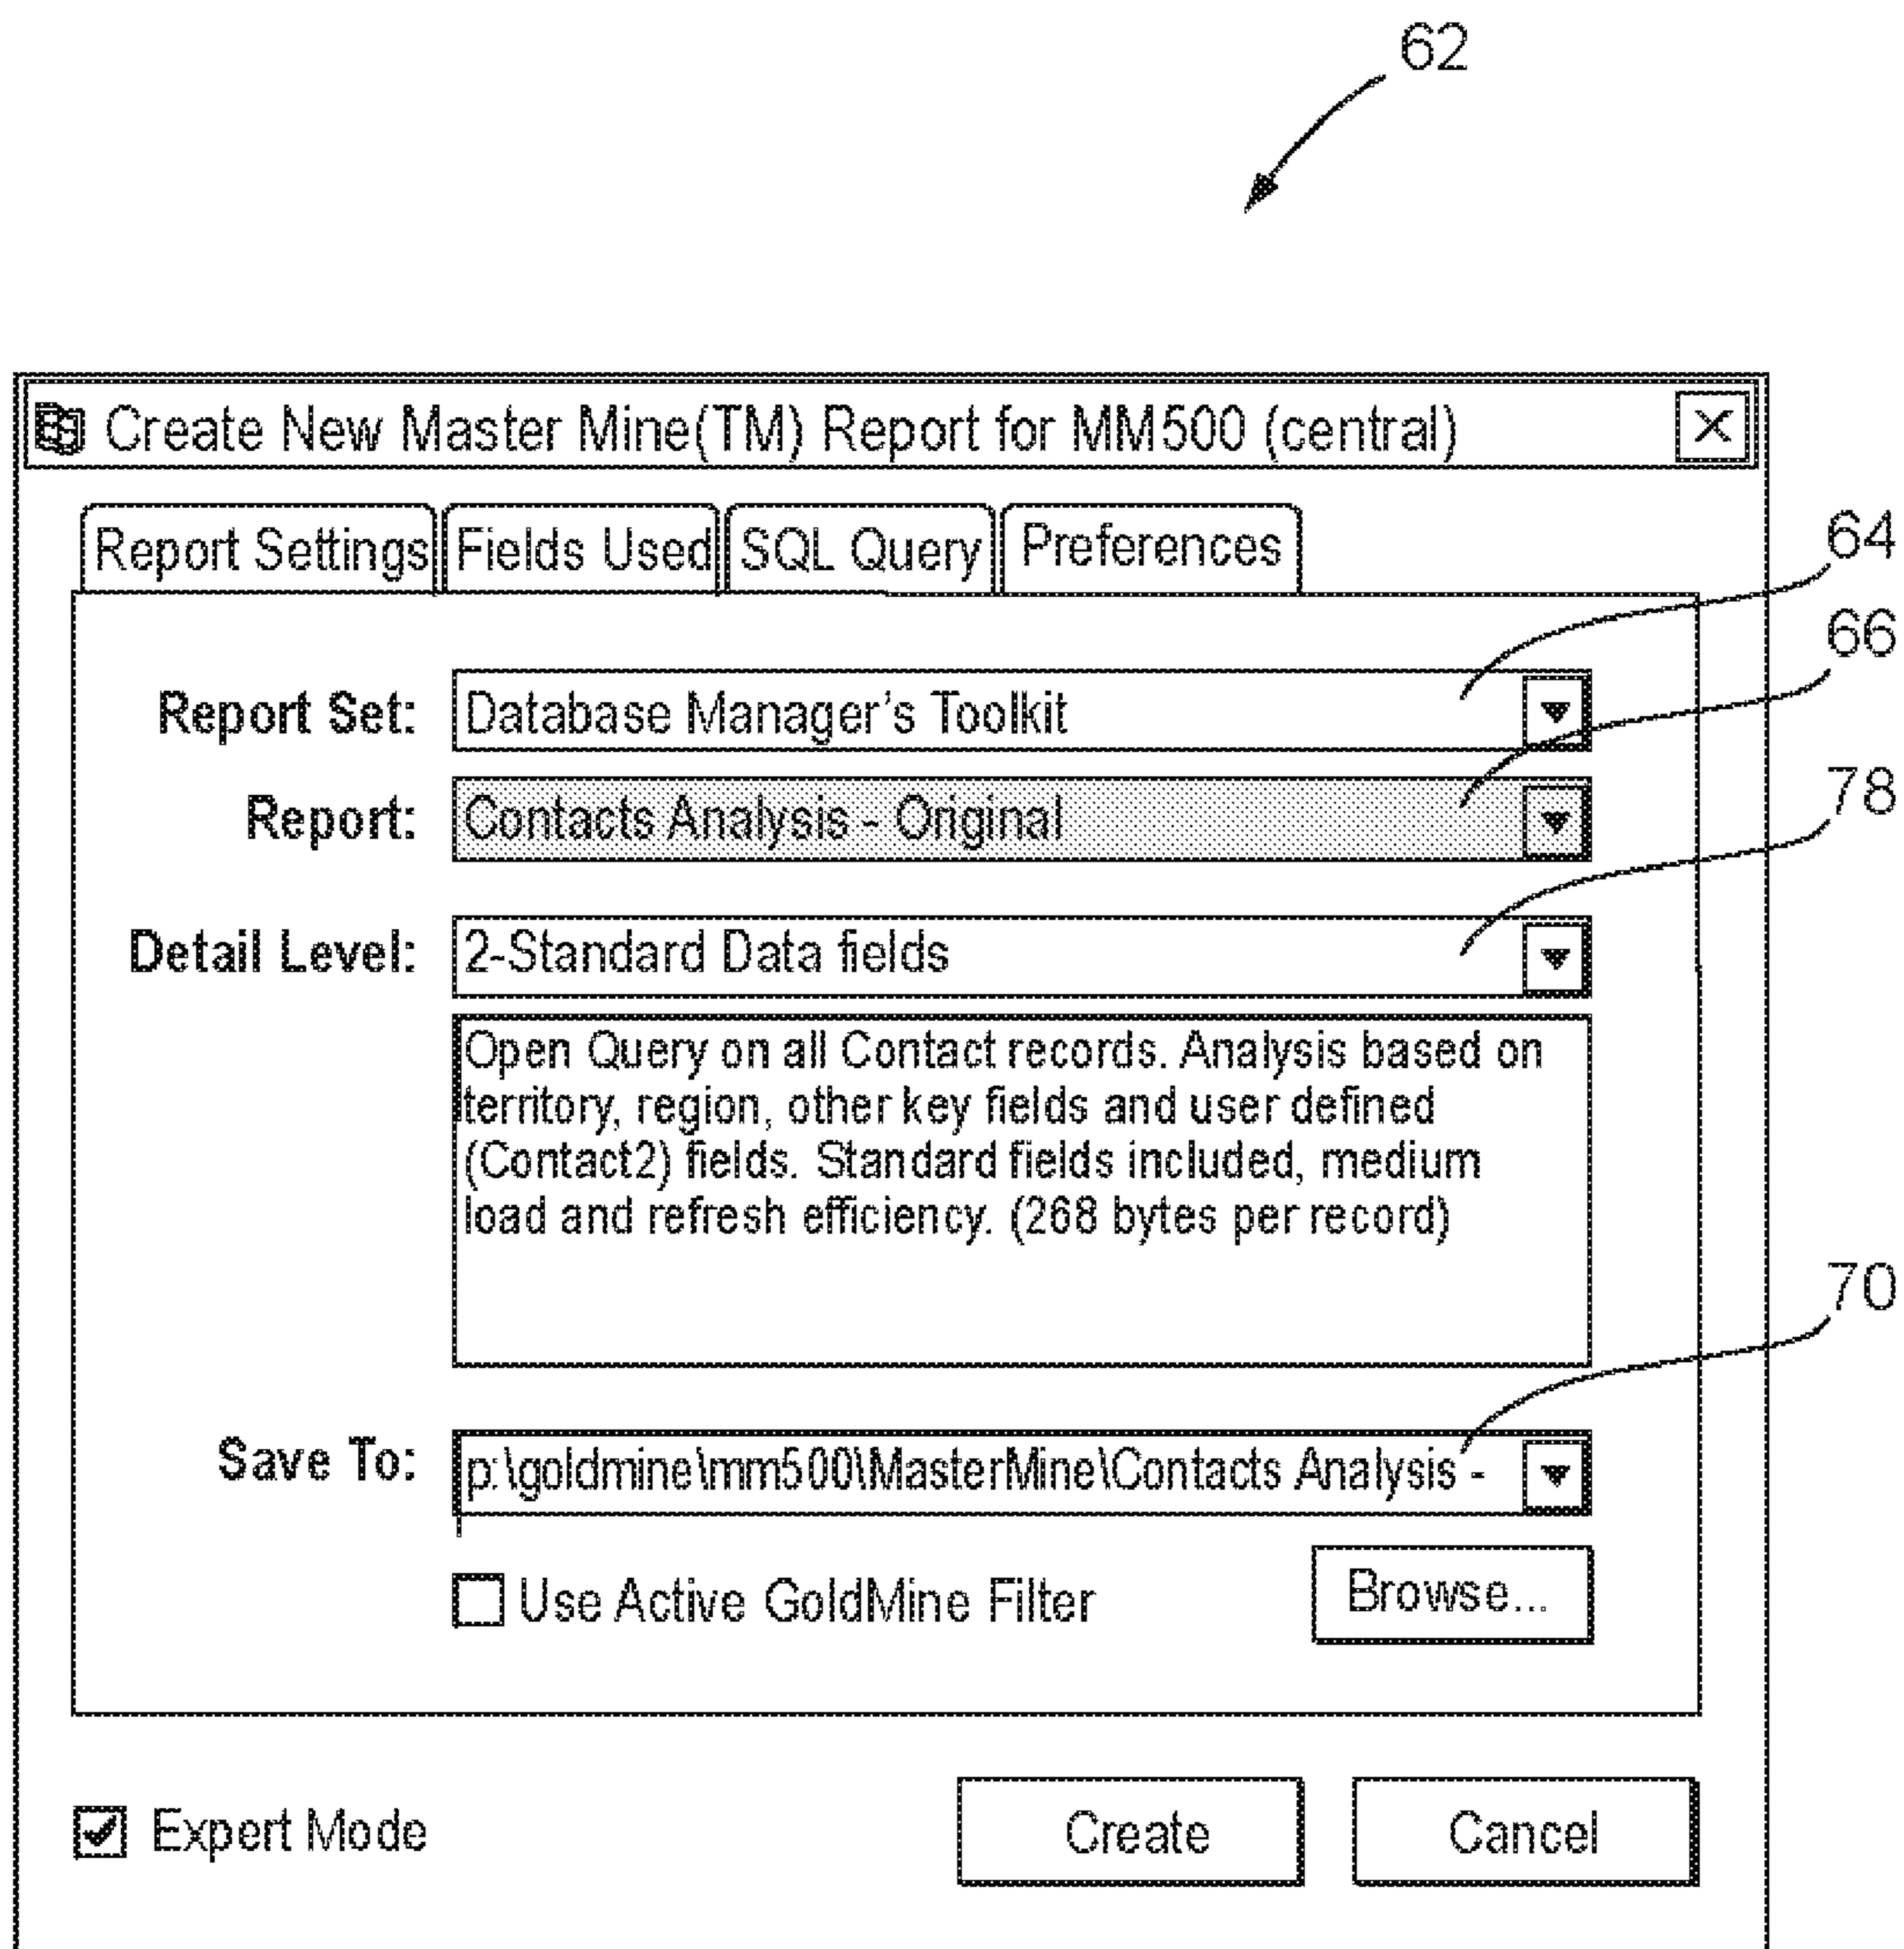 62
Create New Master Mine(TM) Report for MM500 (central)
Report Settings Fields Used SQL Query Preferences
64
66
Report Set: Database Manager's Toolkit
Report: Contacts Analysis - Original
78
Detail Level: 2-Standard Data fields
Open Query on all Contact records. Analysis based on
territory, region, other key fields and user defined
(Contact2) fields. Standard fields included, medium
load and refresh efficiency. (268 bytes per record)
70
Save To: p:\goldmine\mm500\MasterMine\Contacts Analysis -
Use Active GoldMine Filter Browse...
Expert Mode Create Cancel